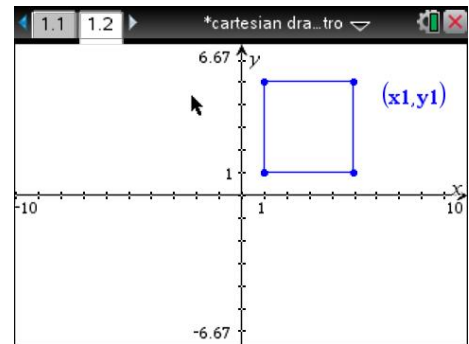 1.1 1.2 *cartesian dra...tro
6.67 y
(x1,y1)
1
-10 1 x 10
-6.67